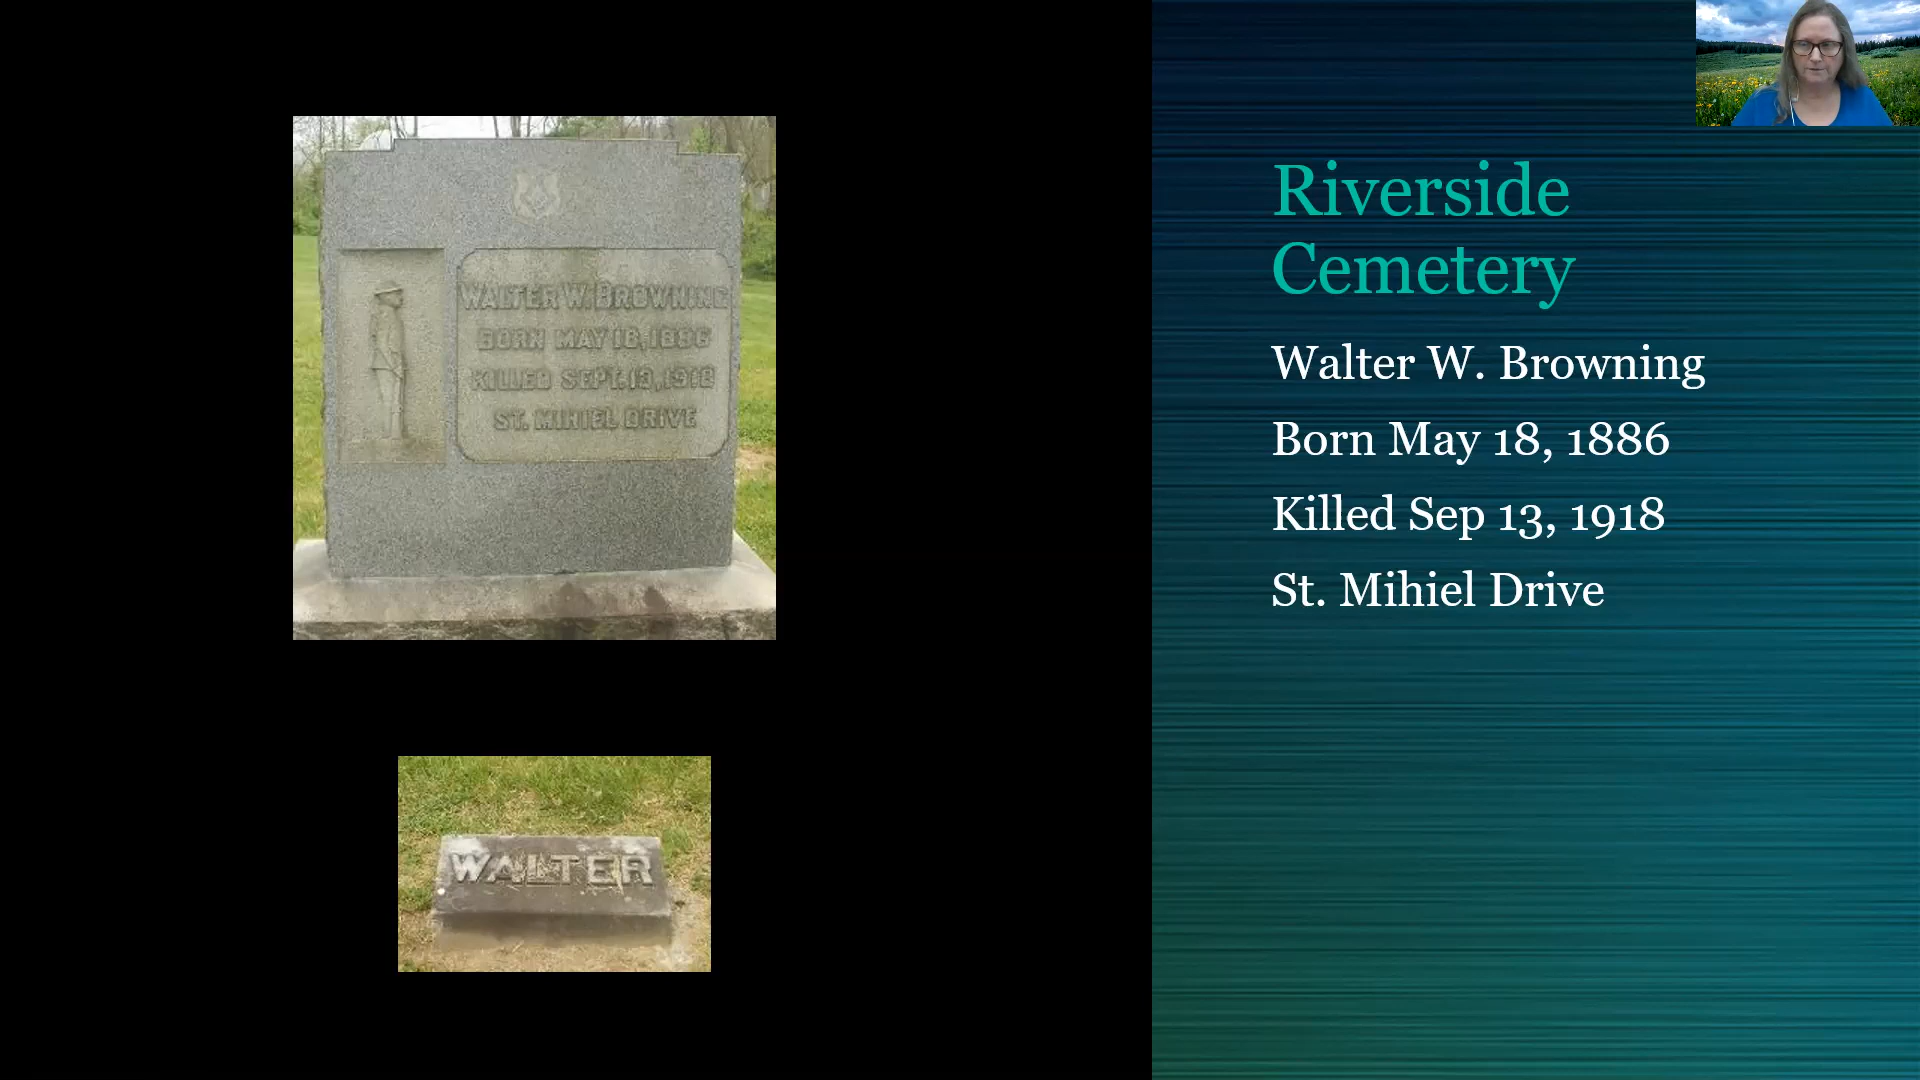 WALTER W. BROWNING
BORN MAY 18, 1886
KILLED SEPT. 13, 1918
ST. MIHIEL DRIVE
WALTER
Riverside
Cemetery
Walter W. Browning
Born May 18, 1886
Killed Sep 13, 1918
St. Mihiel Drive